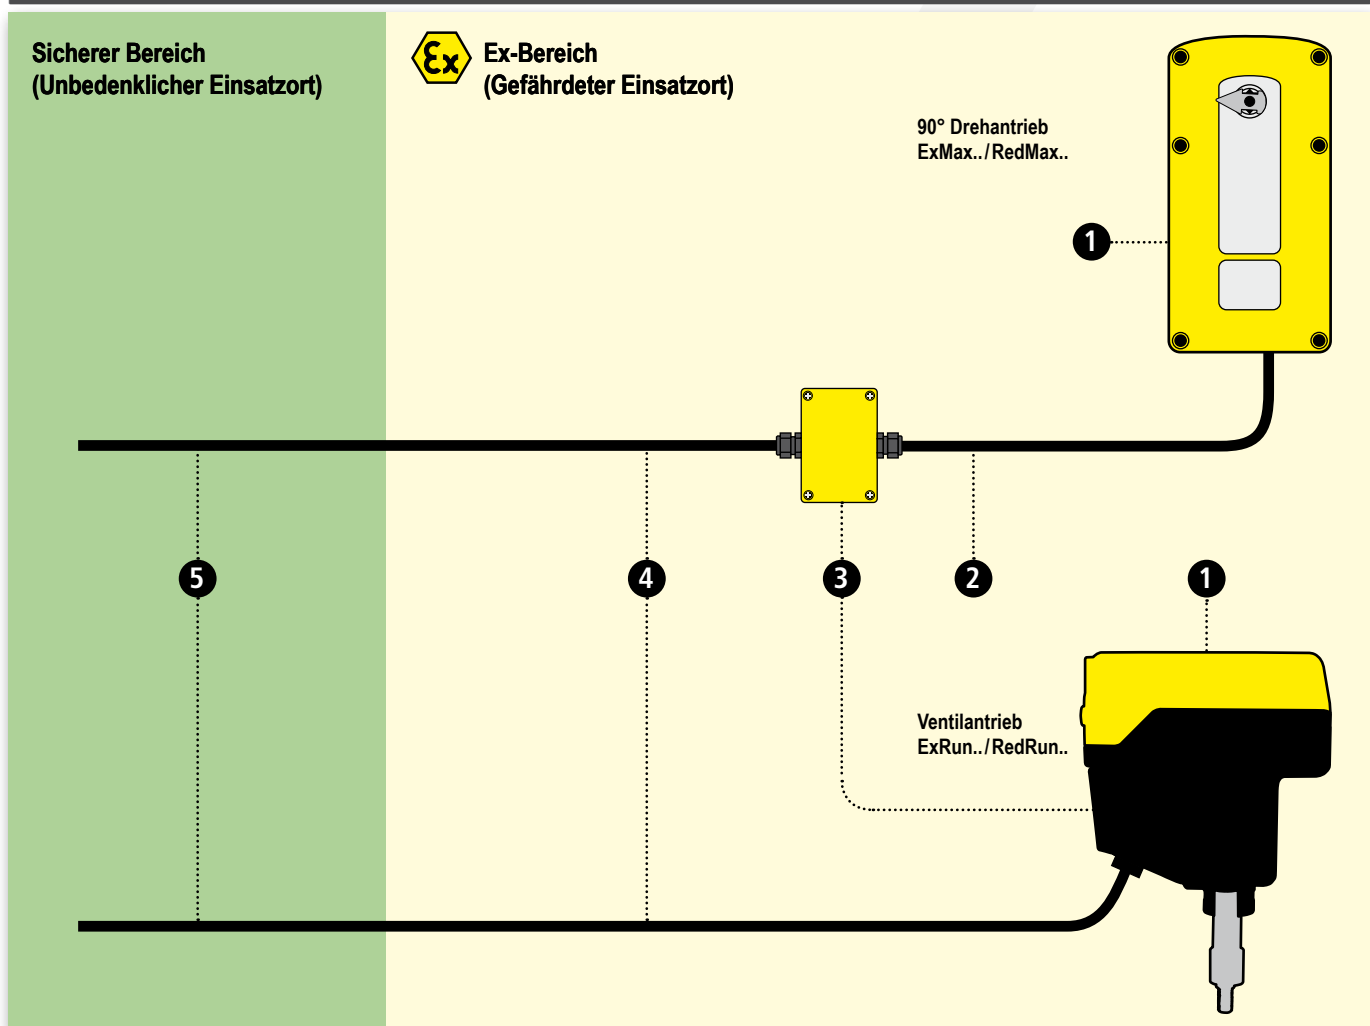 Sicherer Bereich
(Unbedenklicher Einsatzort)
Ex
Ex-Bereich
(Gefährdeter Einsatzort)
90° Drehantrieb
ExMax../RedMax..
1
5
4
3
2
1
Ventilantrieb
ExRun../RedRun..